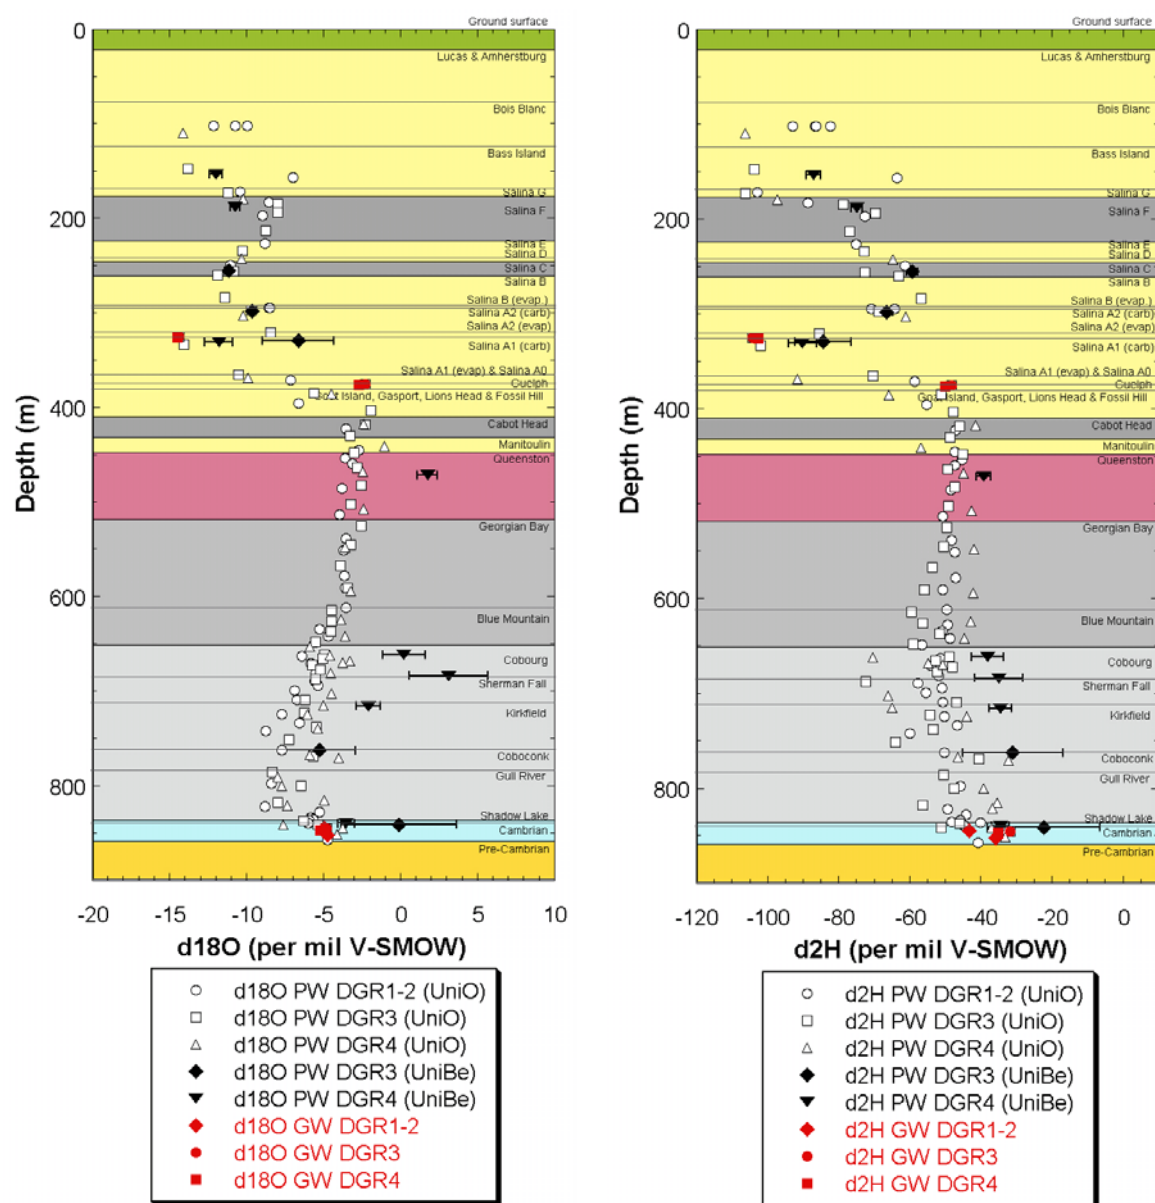 Ground surface
0
Lucas & Amherstburg
Bois Blanc
Bass Island
Salina G
200
Salina F
Salina E
Salina D
Salina C
Salina B
Salina B (evap.)
Salina A2 (carb)
Salina A2 (evap)
Salina A1 (carb)
Salina A1 (evap) & Salina A0
Guelph
Goat Island, Gasport, Lions Head & Fossil Hill
400
Cabot Head
Manitoulin
Queenston
Depth (m)
Georgian Bay
600
Blue Mountain
Cobourg
Sherman Fall
Kirkfield
Coboconk
Gull River
800
Shadow Lake
Cambrian
Pre-Cambrian
-20 -15 -10 -5 0 5 10
d18O (per mil V-SMOW)
d18O PW DGR1-2 (UniO)
d18O PW DGR3 (UniO)
d18O PW DGR4 (UniO)
d18O PW DGR3 (UniBe)
d18O PW DGR4 (UniBe)
d18O GW DGR1-2
d18O GW DGR3
d18O GW DGR4
Ground surface
0
Lucas & Amherstburg
Bois Blanc
Bass Island
Salina G
200
Salina F
Salina E
Salina D
Salina C
Salina B
Salina B (evap.)
Salina A2 (carb)
Salina A2 (evap)
Salina A1 (carb)
Salina A1 (evap) & Salina A0
Guelph
Goat Island, Gasport, Lions Head & Fossil Hill
400
Cabot Head
Manitoulin
Queenston
Depth (m)
Georgian Bay
600
Blue Mountain
Cobourg
Sherman Fall
Kirkfield
Coboconk
Gull River
800
Shadow Lake
Cambrian
Pre-Cambrian
-120 -100 -80 -60 -40 -20 0
d2H (per mil V-SMOW)
d2H PW DGR1-2 (UniO)
d2H PW DGR3 (UniO)
d2H PW DGR4 (UniO)
d2H PW DGR3 (UniBe)
d2H PW DGR4 (UniBe)
d2H GW DGR1-2
d2H GW DGR3
d2H GW DGR4